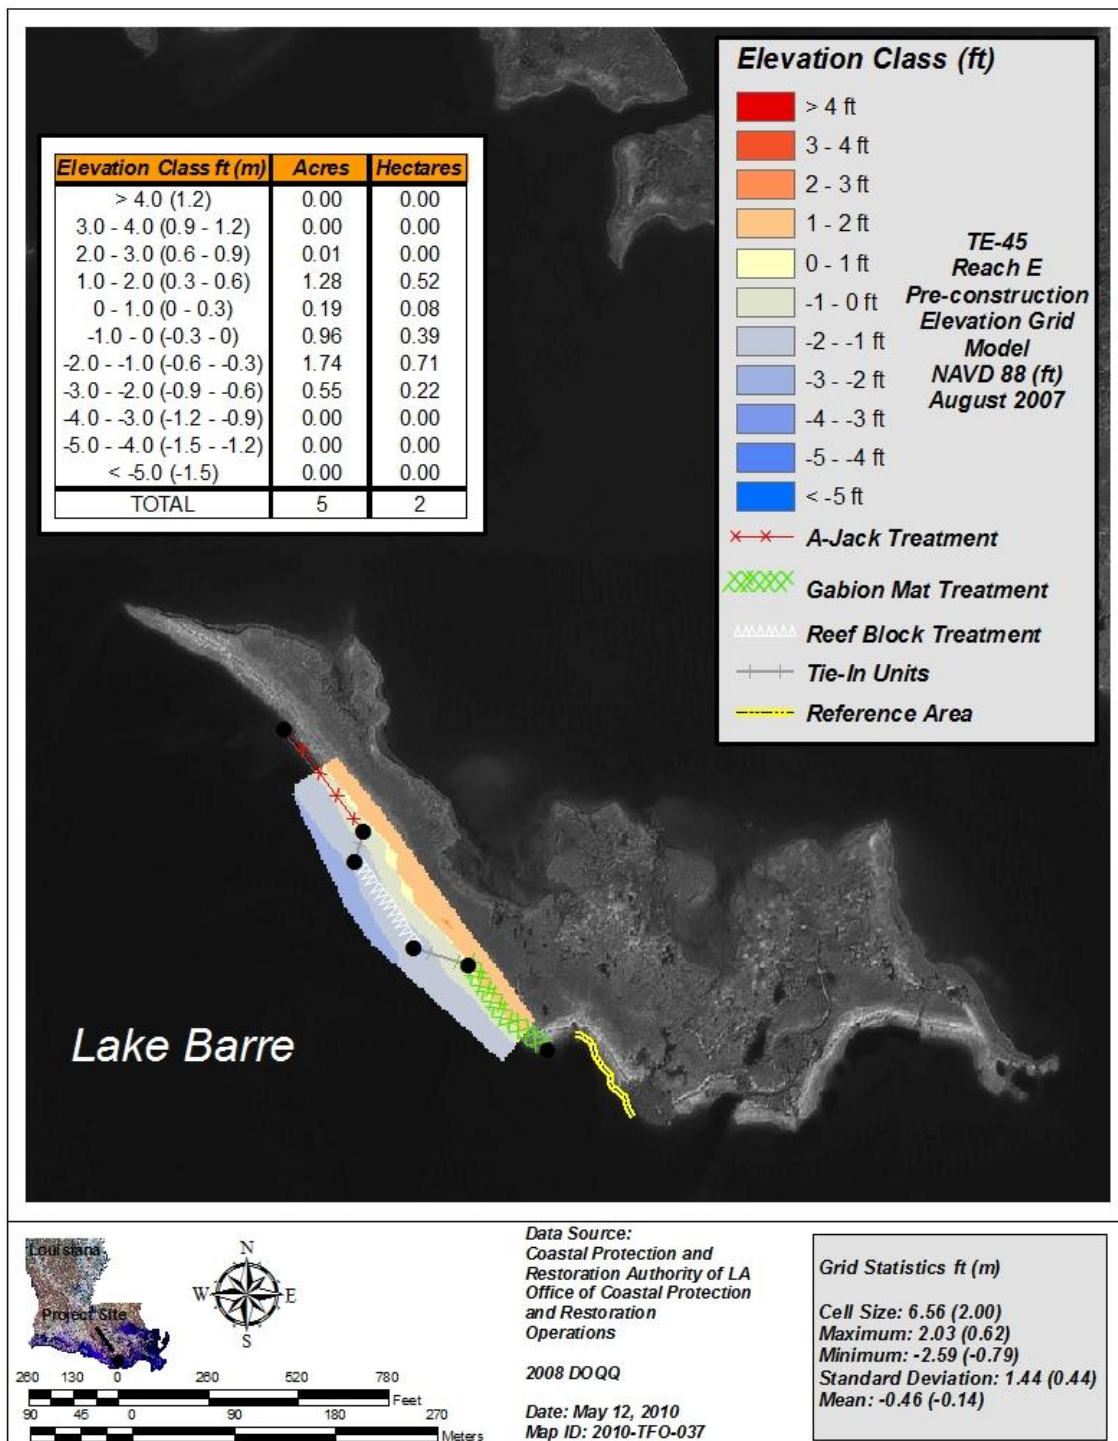 Elevation Class ft (m) Acres Hectares
> 4.0 (1.2) 0.00 0.00
3.0 - 4.0 (0.9 - 1.2) 0.00 0.00
2.0 - 3.0 (0.6 - 0.9) 0.01 0.00
1.0 - 2.0 (0.3 - 0.6) 1.28 0.52
0 - 1.0 (0 - 0.3) 0.19 0.08
-1.0 - 0 (-0.3 - 0) 0.96 0.39
-2.0 - -1.0 (-0.6 - -0.3) 1.74 0.71
-3.0 - -2.0 (-0.9 - -0.6) 0.55 0.22
-4.0 - -3.0 (-1.2 - -0.9) 0.00 0.00
-5.0 - -4.0 (-1.5 - -1.2) 0.00 0.00
< -5.0 (-1.5) 0.00 0.00
TOTAL 5 2
Elevation Class (ft)
> 4 ft
3 - 4 ft
2 - 3 ft
1 - 2 ft
0 - 1 ft
-1 - 0 ft
-2 - -1 ft
-3 - -2 ft
-4 - -3 ft
-5 - -4 ft
< -5 ft
TE-45
Reach E
Pre-construction
Elevation Grid
Model
NAVD 88 (ft)
August 2007
A-Jack Treatment
Gabion Mat Treatment
Reef Block Treatment
Tie-In Units
Reference Area
Lake Barre
Louisiana
Project Site
N
W E
S
260 130 0 260 520 780
Feet
90 45 0 90 180 270
Meters
Data Source:
Coastal Protection and
Restoration Authority of LA
Office of Coastal Protection
and Restoration
Operations
2008 DOQQ
Date: May 12, 2010
Map ID: 2010-TFO-037
Grid Statistics ft (m)
Cell Size: 6.56 (2.00)
Maximum: 2.03 (0.62)
Minimum: -2.59 (-0.79)
Standard Deviation: 1.44 (0.44)
Mean: -0.46 (-0.14)